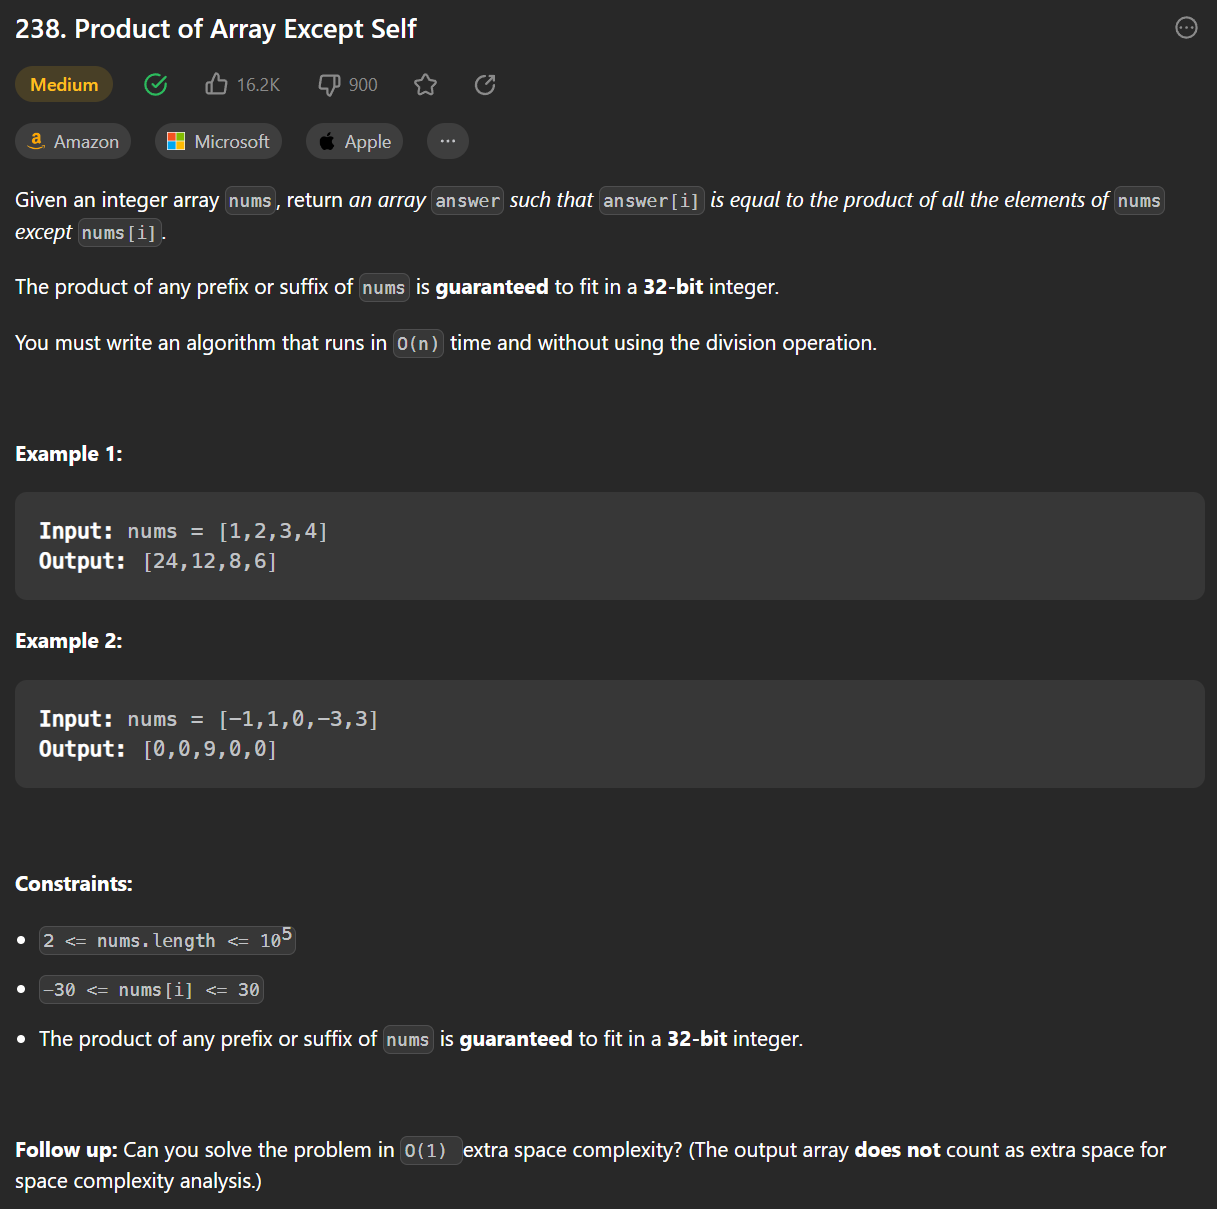 238. Product of Array Except Self
Medium 16.2K 900
Amazon Microsoft Apple ...
Given an integer array nums, return an array answer such that answer[i] is equal to the product of all the elements of nums
except nums[i].
The product of any prefix or suffix of nums is guaranteed to fit in a 32-bit integer.
You must write an algorithm that runs in O(n) time and without using the division operation.
Example 1:
Input: nums = [1,2,3,4]
Output: [24,12,8,6]
Example 2:
Input: nums = [-1,1,0,-3,3]
Output: [0,0,9,0,0]
Constraints:
• 2 <= nums.length <= 10⁵
• -30 <= nums[i] <= 30
• The product of any prefix or suffix of nums is guaranteed to fit in a 32-bit integer.
Follow up: Can you solve the problem in O(1) extra space complexity? (The output array does not count as extra space for
space complexity analysis.)